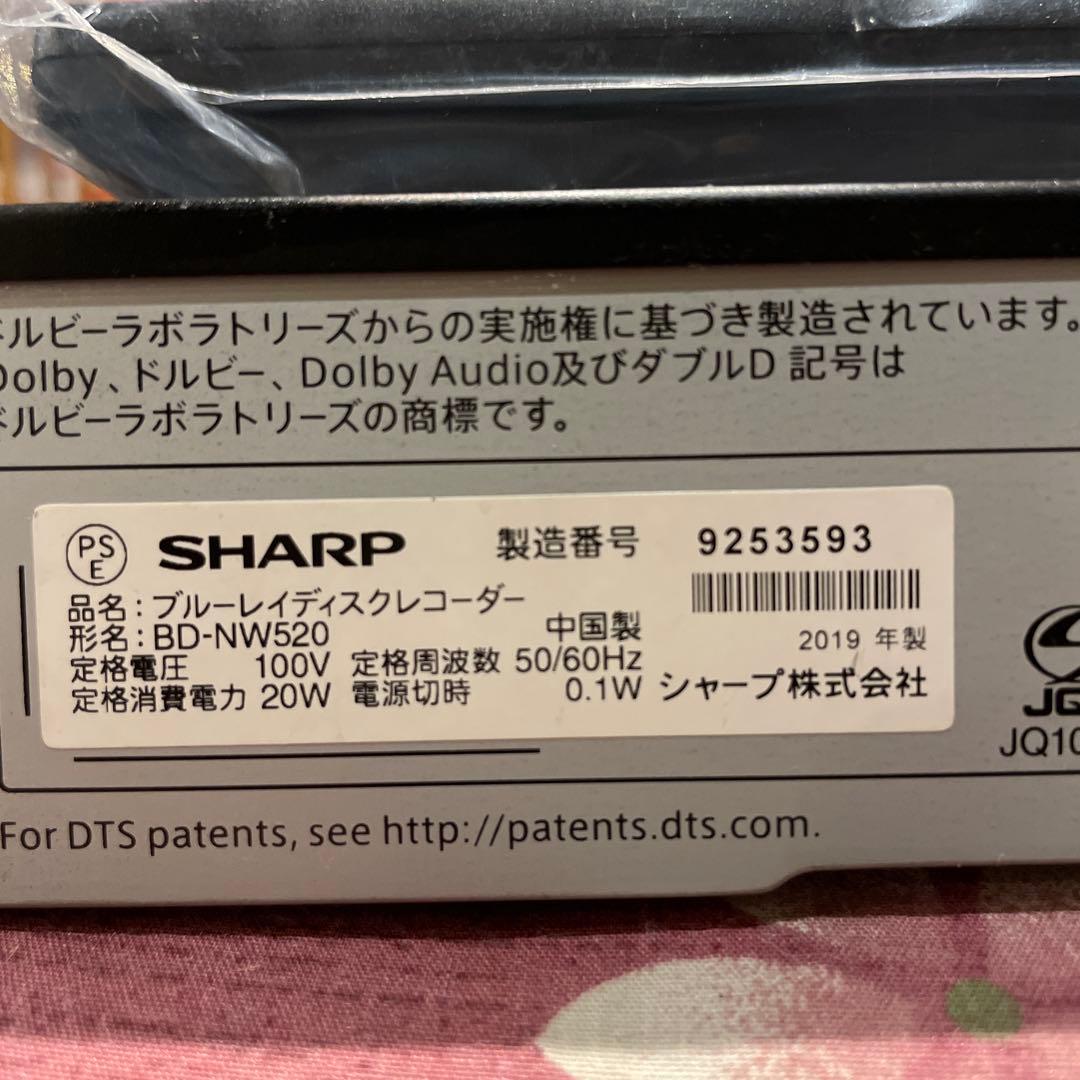 ルビーラボラトリーズからの実施権に基づき製造されています。
Dolby、ドルビー、Dolby Audio及びダブルD 記号は
ドルビーラボラトリーズの商標です。
PS E SHARP 製造番号 9253593
品名：ブルーレイディスクレコーダー
形名：BD-NW520 中国製 2019 年製
定格電圧 100V 定格周波数 50/60Hz
定格消費電力 20W 電源切時 0.1W シャープ株式会社
For DTS patents, see http://patents.dts.com.